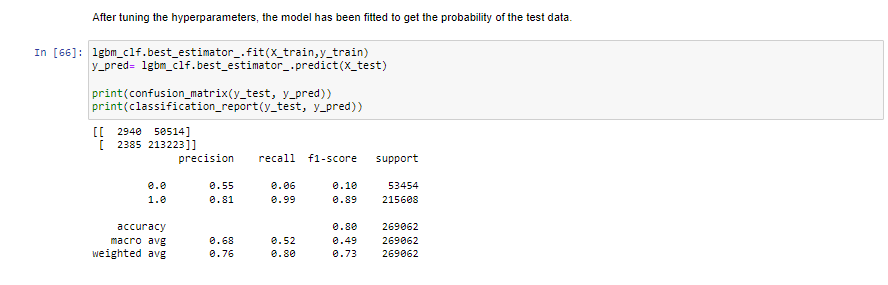 After tuning the hyperparameters, the model has been fitted to get the probability of the test data.
In [66]: lgbm_clf.best_estimator_.fit(X_train,y_train)
y_pred= lgbm_clf.best_estimator_.predict(X_test)
print(confusion_matrix(y_test, y_pred))
print(classification_report(y_test, y_pred))
[[  2940  50514]
 [  2385 213223]]
              precision    recall  f1-score   support
         0.0       0.55      0.06      0.10     53454
         1.0       0.81      0.99      0.89    215608
    accuracy                           0.80    269062
   macro avg       0.68      0.52      0.49    269062
weighted avg       0.76      0.80      0.73    269062